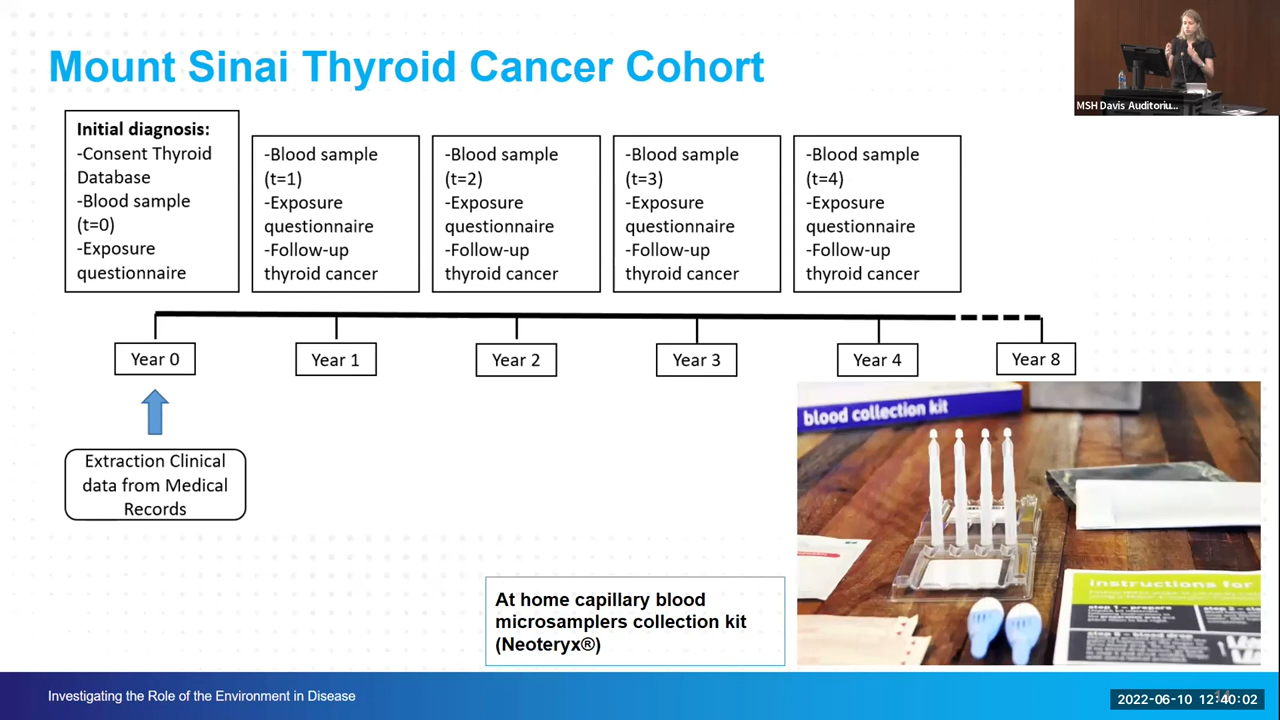 Mount Sinai Thyroid Cancer Cohort
MSH Davis Auditoriu...
Initial diagnosis:
-Consent Thyroid
Database
-Blood sample
(t=0)
-Exposure
questionnaire
-Blood sample
(t=1)
-Exposure
questionnaire
-Follow-up
thyroid cancer
-Blood sample
(t=2)
-Exposure
questionnaire
-Follow-up
thyroid cancer
-Blood sample
(t=3)
-Exposure
questionnaire
-Follow-up
thyroid cancer
-Blood sample
(t=4)
-Exposure
questionnaire
-Follow-up
thyroid cancer
Year 0
Year 1
Year 2
Year 3
Year 4
Year 8
Extraction Clinical
data from Medical
Records
blood collection kit
instructions for
step 1 – prepare
At home capillary blood
microsamplers collection kit
(Neoteryx®)
Investigating the Role of the Environment in Disease
2022-06-10 12:40:02